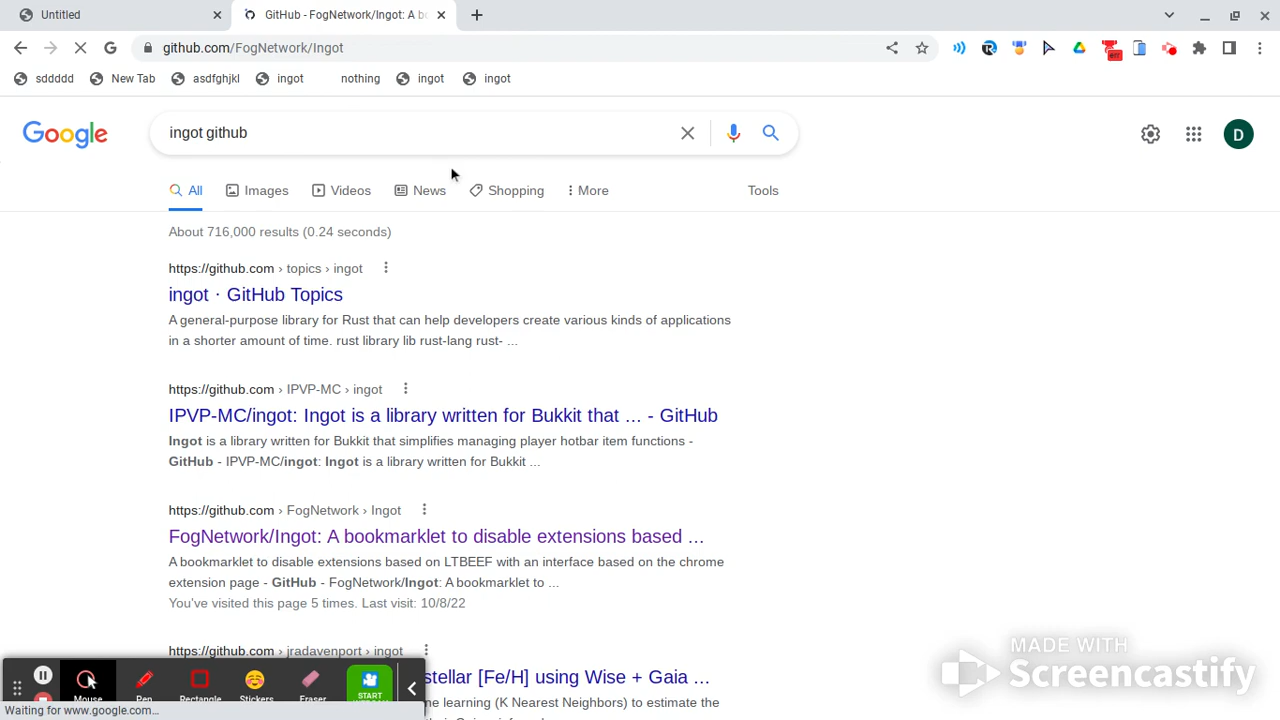 Untitled
GitHub - FogNetwork/Ingot: A bo
github.com/FogNetwork/Ingot
sddddd
New Tab
asdfghjkl
ingot
nothing
ingot
ingot
Google
ingot github
D
All
Images
Videos
News
Shopping
More
Tools
About 716,000 results (0.24 seconds)
https://github.com › topics › ingot
ingot · GitHub Topics
A general-purpose library for Rust that can help developers create various kinds of applications
in a shorter amount of time. rust library lib rust-lang rust- ...
https://github.com › IPVP-MC › ingot
IPVP-MC/ingot: Ingot is a library written for Bukkit that ... - GitHub
Ingot is a library written for Bukkit that simplifies managing player hotbar item functions -
GitHub - IPVP-MC/ingot: Ingot is a library written for Bukkit ...
https://github.com › FogNetwork › Ingot
FogNetwork/Ingot: A bookmarklet to disable extensions based ...
A bookmarklet to disable extensions based on LTBEEF with an interface based on the chrome
extension page - GitHub - FogNetwork/Ingot: A bookmarklet to ...
You've visited this page 5 times. Last visit: 10/8/22
https://github.com › jradavenport › ingot
stellar [Fe/H] using Wise + Gaia ...
learning (K Nearest Neighbors) to estimate the
Mouse
Pen
Rectangle
Stickers
Eraser
START
Waiting for www.google.com...
MADE WITH
Screencastify